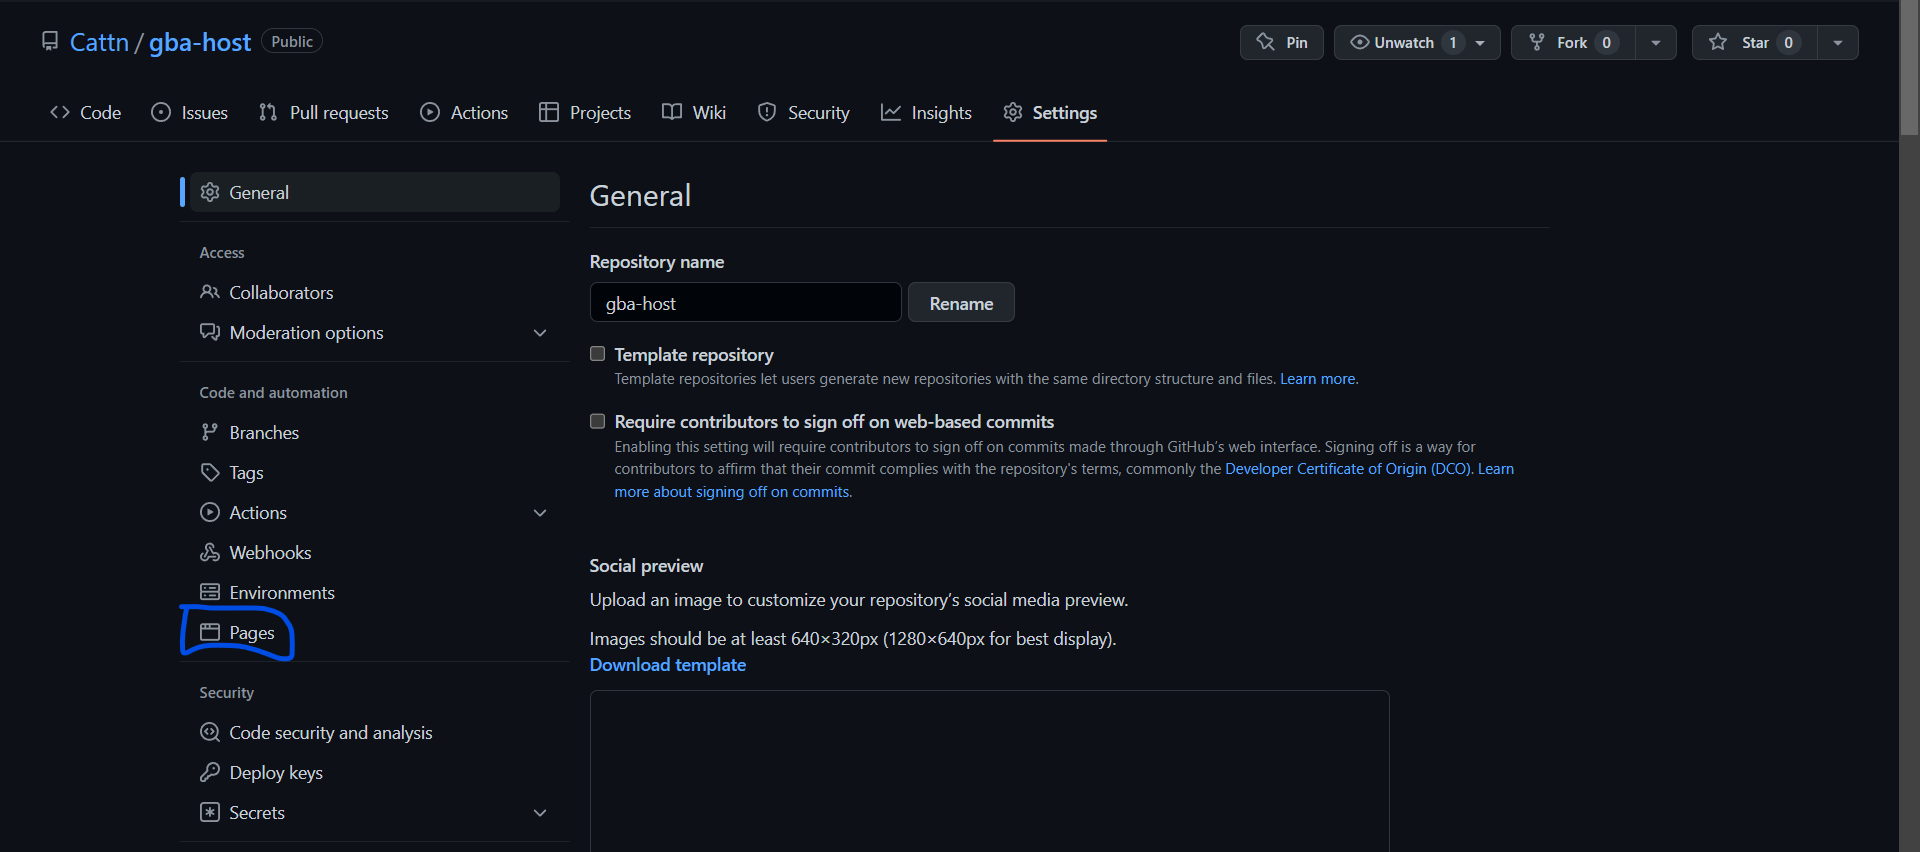 Cattn / gba-host Public
Pin Unwatch 1 Fork 0 Star 0
Code Issues Pull requests Actions Projects Wiki Security Insights Settings
General
Access
Collaborators
Moderation options
Code and automation
Branches
Tags
Actions
Webhooks
Environments
Pages
Security
Code security and analysis
Deploy keys
Secrets
General
Repository name
gba-host Rename
Template repository
Template repositories let users generate new repositories with the same directory structure and files. Learn more.
Require contributors to sign off on web-based commits
Enabling this setting will require contributors to sign off on commits made through GitHub's web interface. Signing off is a way for
contributors to affirm that their commit complies with the repository's terms, commonly the Developer Certificate of Origin (DCO). Learn
more about signing off on commits.
Social preview
Upload an image to customize your repository's social media preview.
Images should be at least 640×320px (1280×640px for best display).
Download template